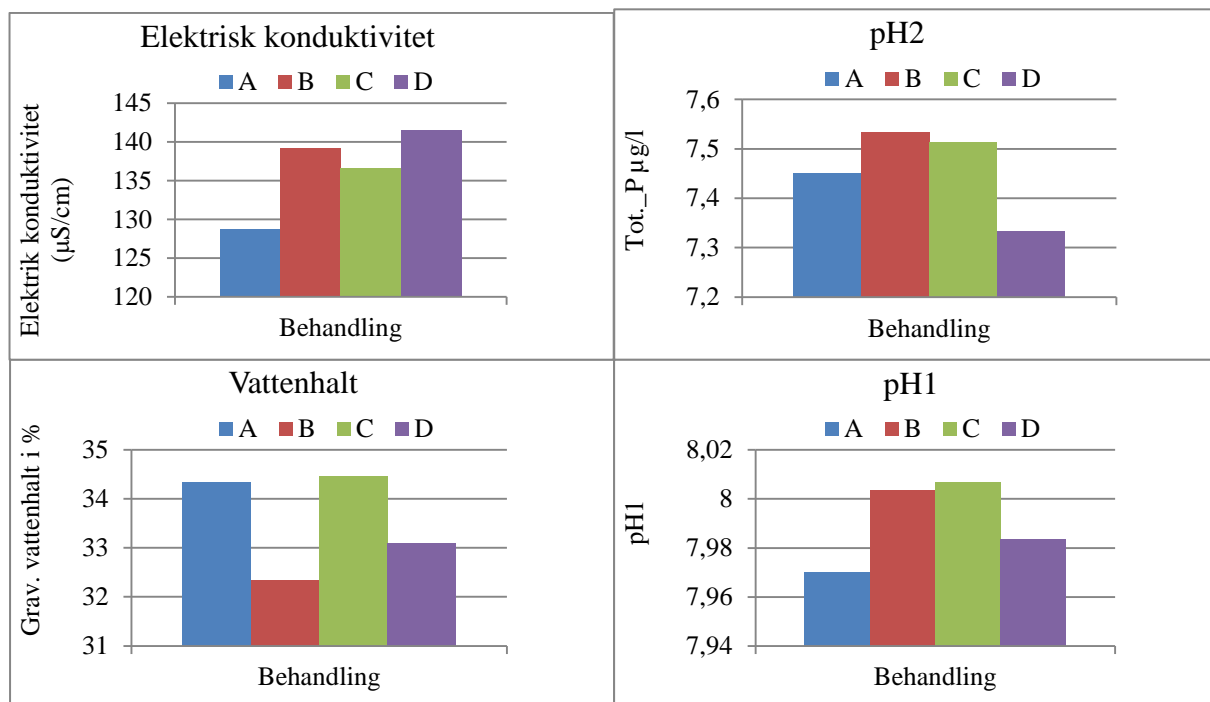 Elektrisk konduktivitet
A B C D
Elektrik konduktivitet
(µS/cm)
145
140
135
130
125
120
Behandling
pH2
A B C D
Tot._P µg/l
7,6
7,5
7,4
7,3
7,2
Behandling
Vattenhalt
A B C D
Grav. vattenhalt i %
35
34
33
32
31
Behandling
pH1
A B C D
pH1
8,02
8
7,98
7,96
7,94
Behandling